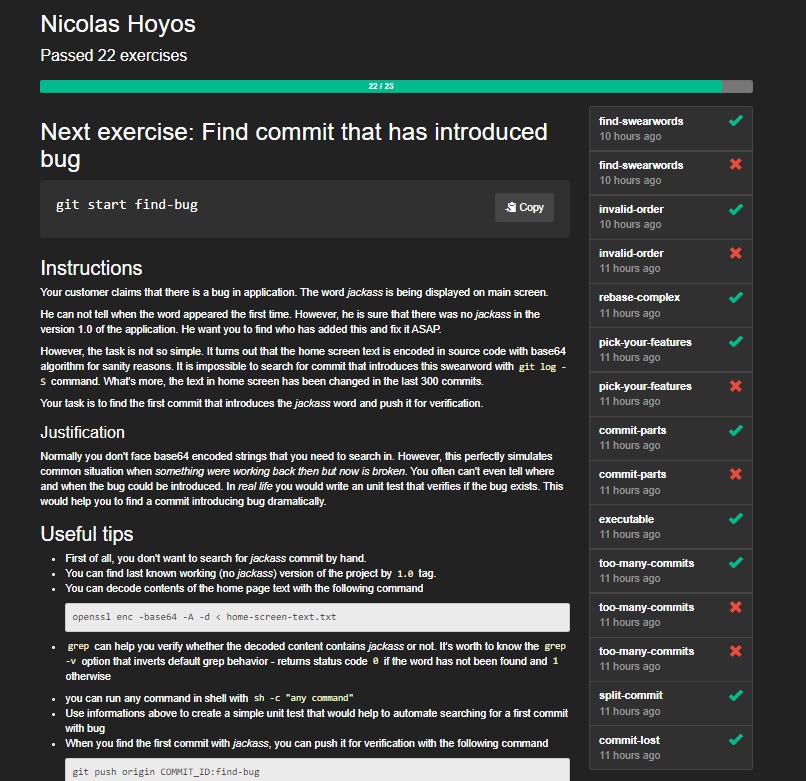 Nicolas Hoyos
Passed 22 exercises
22 / 23
Next exercise: Find commit that has introduced
bug
git start find-bug
Copy
Instructions
Your customer claims that there is a bug in application. The word jackass is being displayed on main screen.
He can not tell when the word appeared the first time. However, he is sure that there was no jackass in the
version 1.0 of the application. He want you to find who has added this and fix it ASAP.
However, the task is not so simple. It turns out that the home screen text is encoded in source code with base64
algorithm for sanity reasons. It is impossible to search for commit that introduces this swearword with git log -
S command. What's more, the text in home screen has been changed in the last 300 commits.
Your task is to find the first commit that introduces the jackass word and push it for verification.
Justification
Normally you don't face base64 encoded strings that you need to search in. However, this perfectly simulates
common situation when something were working back then but now is broken. You often can't even tell where
and when the bug could be introduced. In real life you would write an unit test that verifies if the bug exists. This
would help you to find a commit introducing bug dramatically.
Useful tips
• First of all, you don't want to search for jackass commit by hand.
• You can find last known working (no jackass) version of the project by 1.0 tag.
• You can decode contents of the home page text with the following command
openssl enc -base64 -A -d < home-screen-text.txt
• grep can help you verify whether the decoded content contains jackass or not. It's worth to know the grep
-v option that inverts default grep behavior - returns status code 0 if the word has not been found and 1
otherwise
• you can run any command in shell with sh -c "any command"
• Use informations above to create a simple unit test that would help to automate searching for a first commit
with bug
• When you find the first commit with jackass, you can push it for verification with the following command
git push origin COMMIT_ID:find-bug
find-swearwords
10 hours ago
find-swearwords
10 hours ago
invalid-order
10 hours ago
invalid-order
11 hours ago
rebase-complex
11 hours ago
pick-your-features
11 hours ago
pick-your-features
11 hours ago
commit-parts
11 hours ago
commit-parts
11 hours ago
executable
11 hours ago
too-many-commits
11 hours ago
too-many-commits
11 hours ago
too-many-commits
11 hours ago
split-commit
11 hours ago
commit-lost
11 hours ago